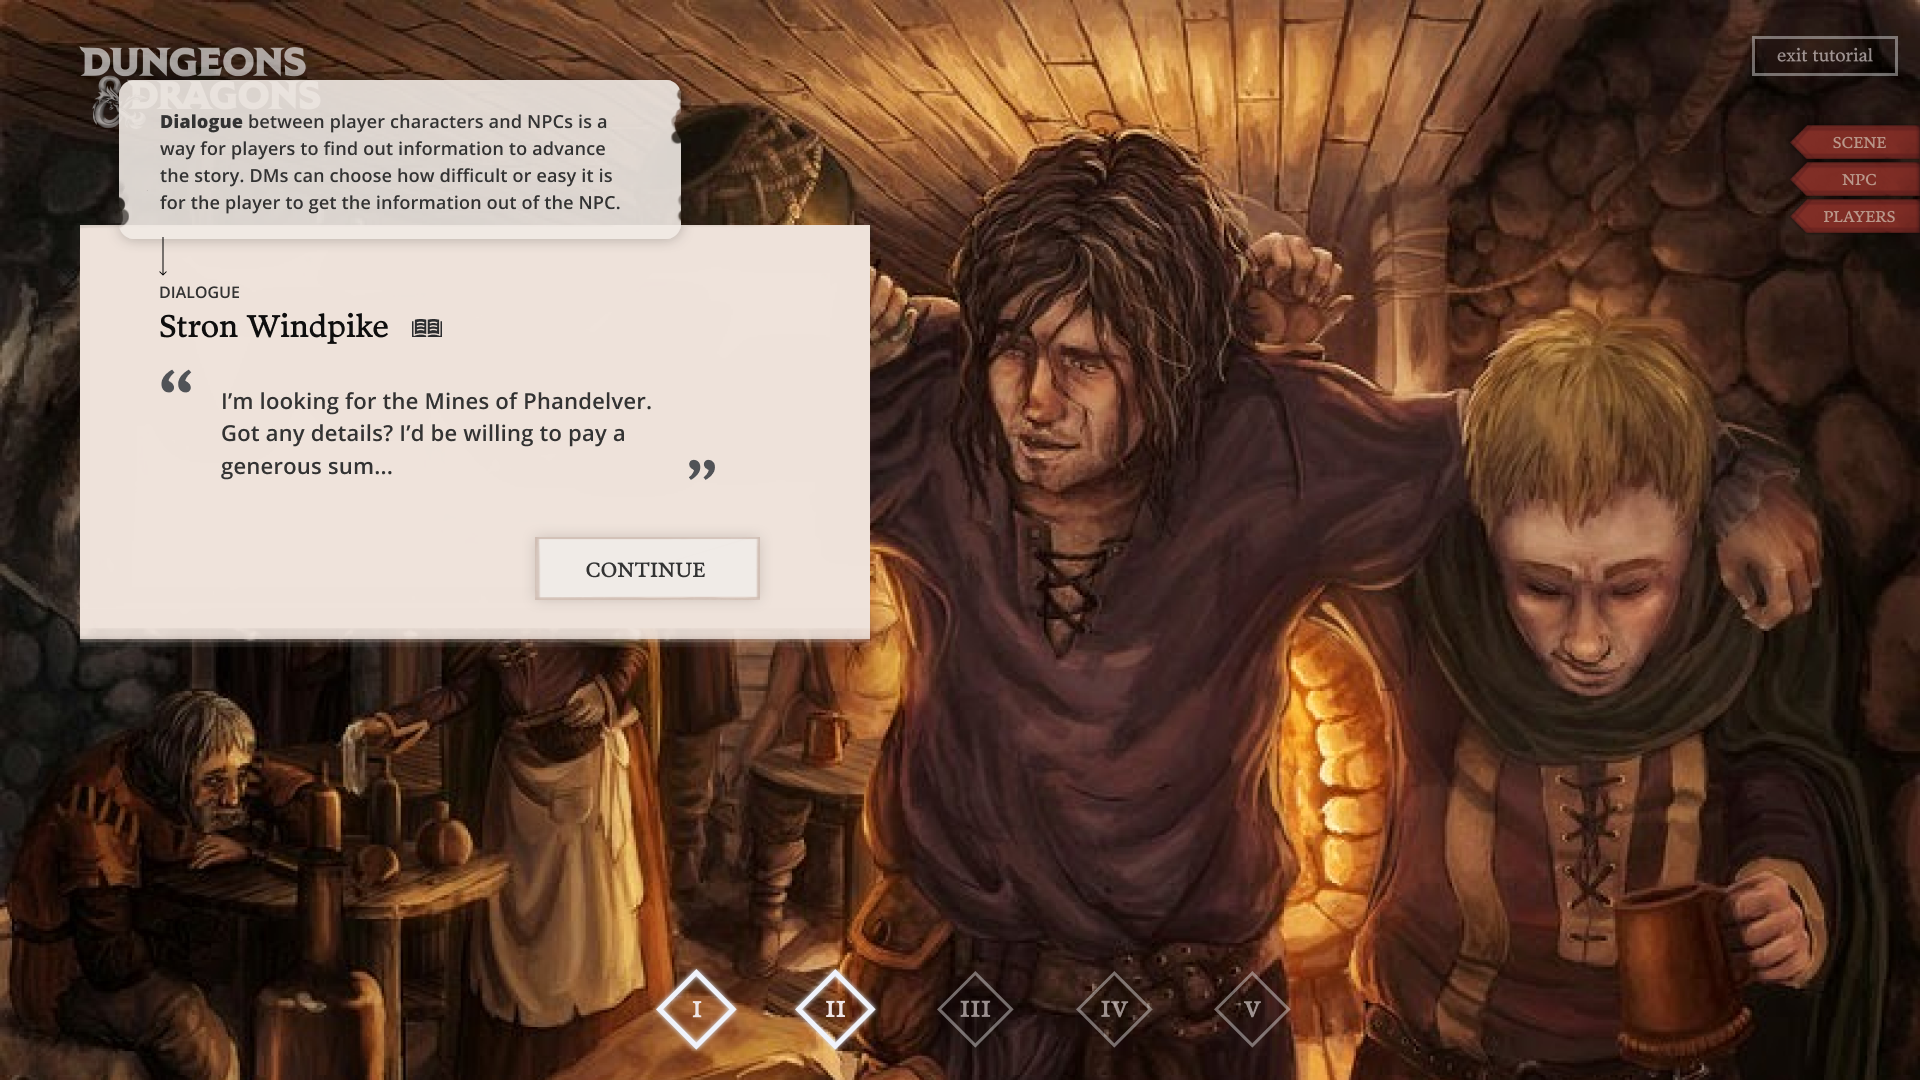 DUNGEONS
& DRAGONS
exit tutorial
Dialogue between player characters and NPCs is a
way for players to find out information to advance
the story. DMs can choose how difficult or easy it is
for the player to get the information out of the NPC.
SCENE
NPC
PLAYERS
DIALOGUE
Stron Windpike
“ I’m looking for the Mines of Phandelver.
Got any details? I’d be willing to pay a
generous sum... ”
CONTINUE
I II III IV V